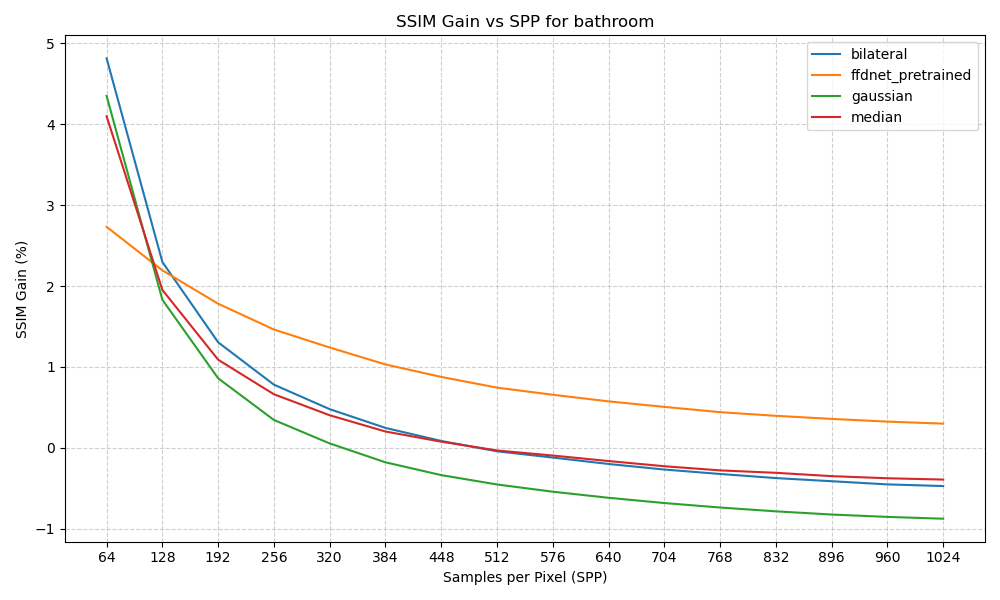 SSIM Gain vs SPP for bathroom
SSIM Gain (%)
5
4
3
2
1
0
−1
bilateral
ffdnet_pretrained
gaussian
median
64 128 192 256 320 384 448 512 576 640 704 768 832 896 960 1024
Samples per Pixel (SPP)